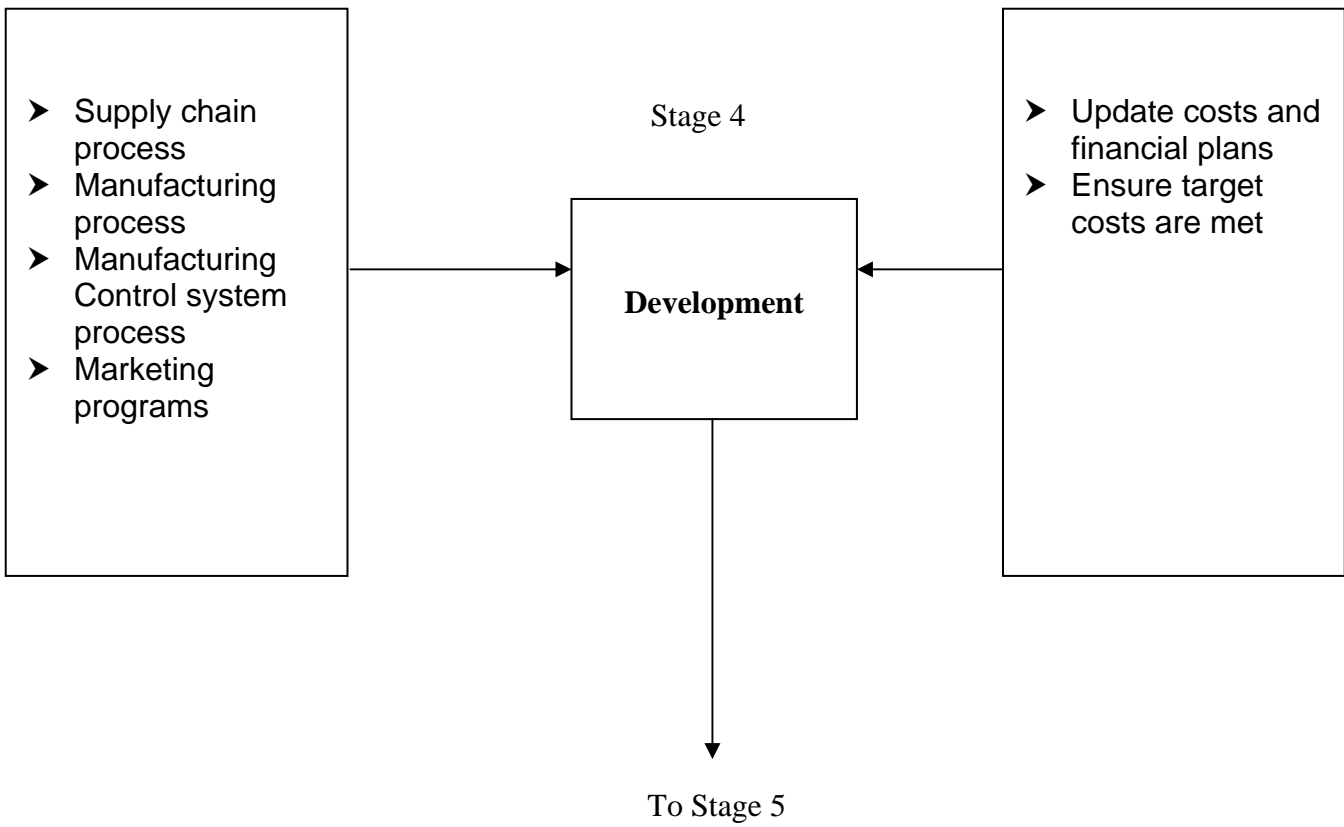 ➤ Supply chain
process
➤ Manufacturing
process
➤ Manufacturing
Control system
process
➤ Marketing
programs
Stage 4
Development
➤ Update costs and
financial plans
➤ Ensure target
costs are met
To Stage 5